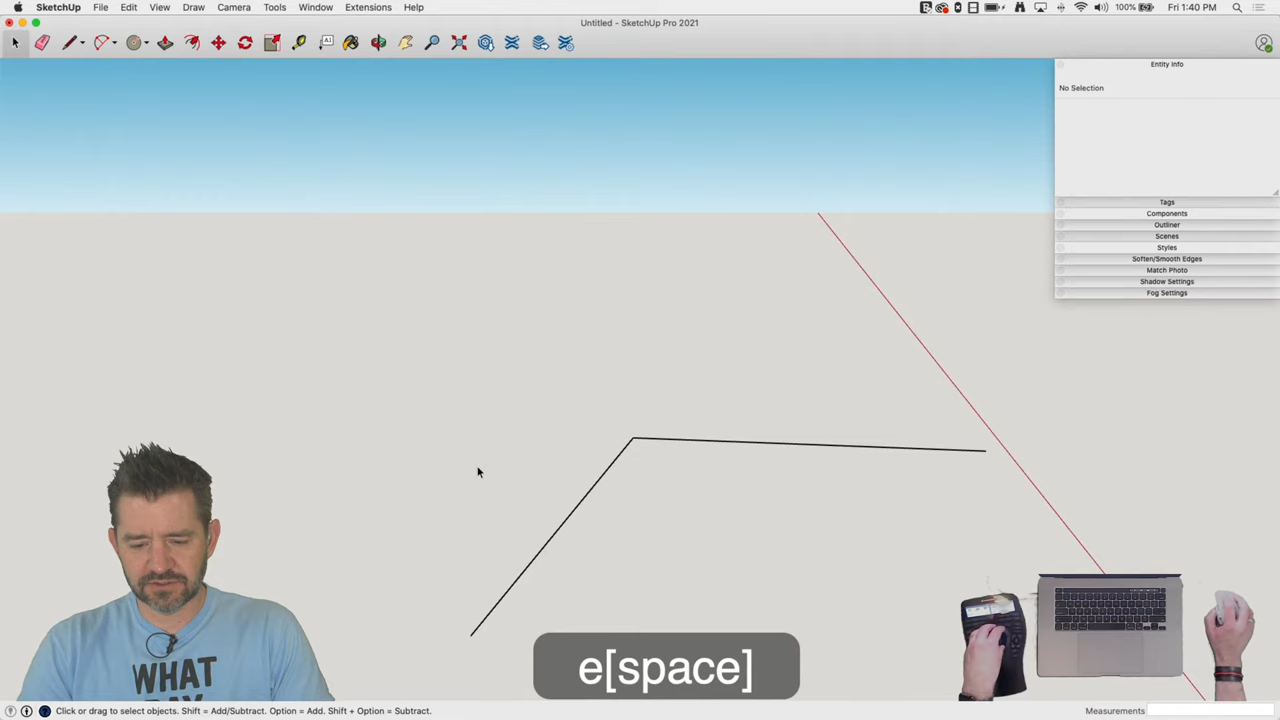 SketchUp File Edit View Draw Camera Tools Window Extensions Help
100% Fri 1:40 PM
Untitled - SketchUp Pro 2021
A1
Entity Info
No Selection
Tags
Components
Outliner
Scenes
Styles
Soften/Smooth Edges
Match Photo
Shadow Settings
Fog Settings
WHAT
DAY
e[space]
Click or drag to select objects. Shift = Add/Subtract. Option = Add. Shift + Option = Subtract.
Measurements